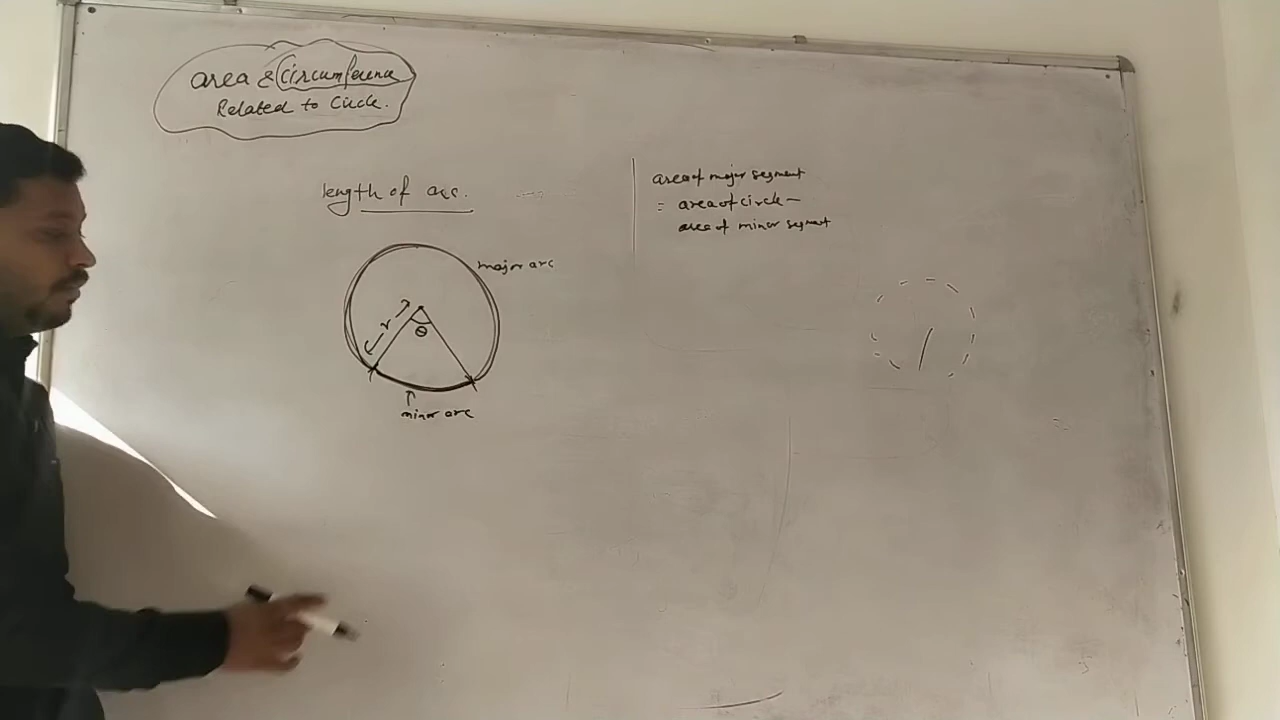 area & circumference
Related to Circle.
length of arc.
major arc
r
θ
minor arc
area of major segment
= area of circle –
area of minor segment